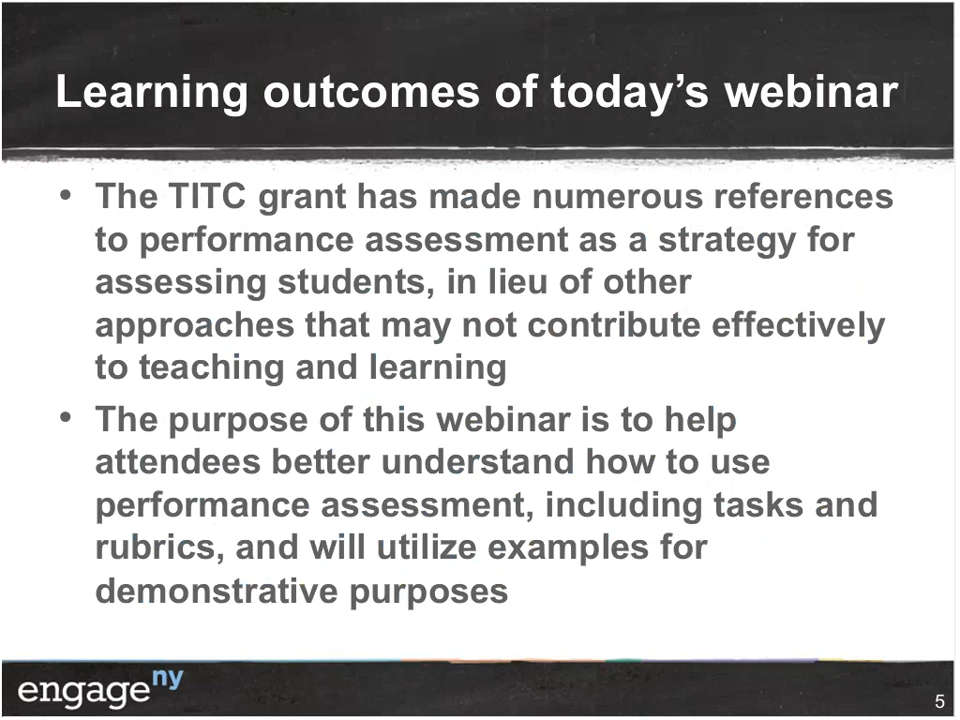 Learning outcomes of today’s webinar
• The TITC grant has made numerous references
to performance assessment as a strategy for
assessing students, in lieu of other
approaches that may not contribute effectively
to teaching and learning
• The purpose of this webinar is to help
attendees better understand how to use
performance assessment, including tasks and
rubrics, and will utilize examples for
demonstrative purposes
engage ny
5